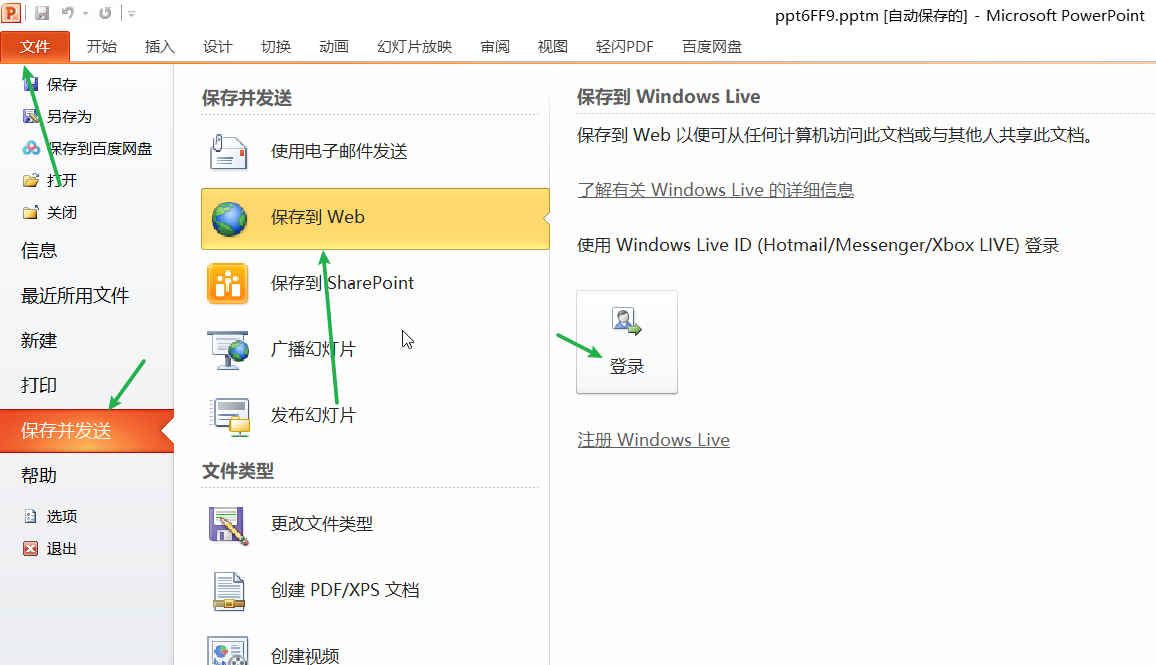 ppt6FF9.pptm [自动保存的] - Microsoft PowerPoint
文件 开始 插入 设计 切换 动画 幻灯片放映 审阅 视图 轻闪PDF 百度网盘
保存
另存为
保存到百度网盘
打开
关闭
信息
最近所用文件
新建
打印
保存并发送
帮助
选项
退出
保存并发送
使用电子邮件发送
保存到 Web
保存到 SharePoint
广播幻灯片
发布幻灯片
文件类型
更改文件类型
创建 PDF/XPS 文档
创建视频
保存到 Windows Live
保存到 Web 以便可从任何计算机访问此文档或与其他人共享此文档。
了解有关 Windows Live 的详细信息
使用 Windows Live ID (Hotmail/Messenger/Xbox LIVE) 登录
登录
注册 Windows Live